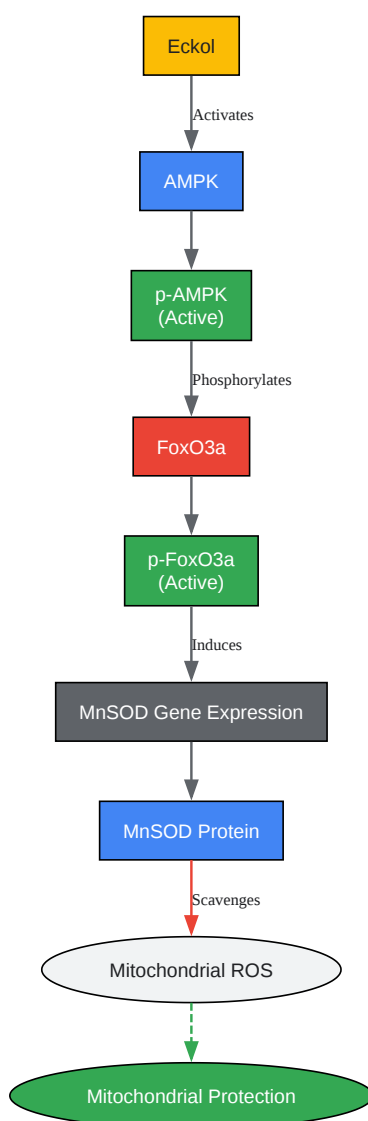 Eckol
Activates
AMPK
p-AMPK
(Active)
Phosphorylates
FoxO3a
p-FoxO3a
(Active)
Induces
MnSOD Gene Expression
MnSOD Protein
Scavenges
Mitochondrial ROS
Mitochondrial Protection